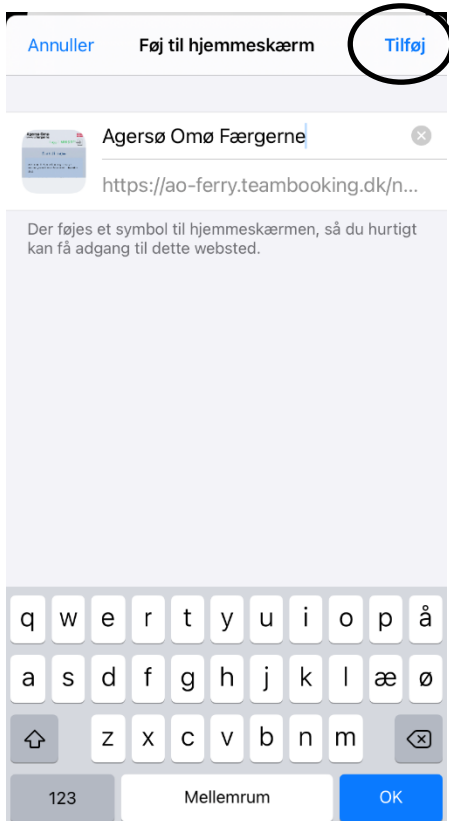 Annuller Føj til hjemmeskærm Tilføj
Agersø Omø Færgerne
https://ao-ferry.teambooking.dk/n...
Der føjes et symbol til hjemmeskærmen, så du hurtigt
kan få adgang til dette websted.
q w e r t y u i o p å
a s d f g h j k l æ ø
z x c v b n m
123 Mellemrum OK